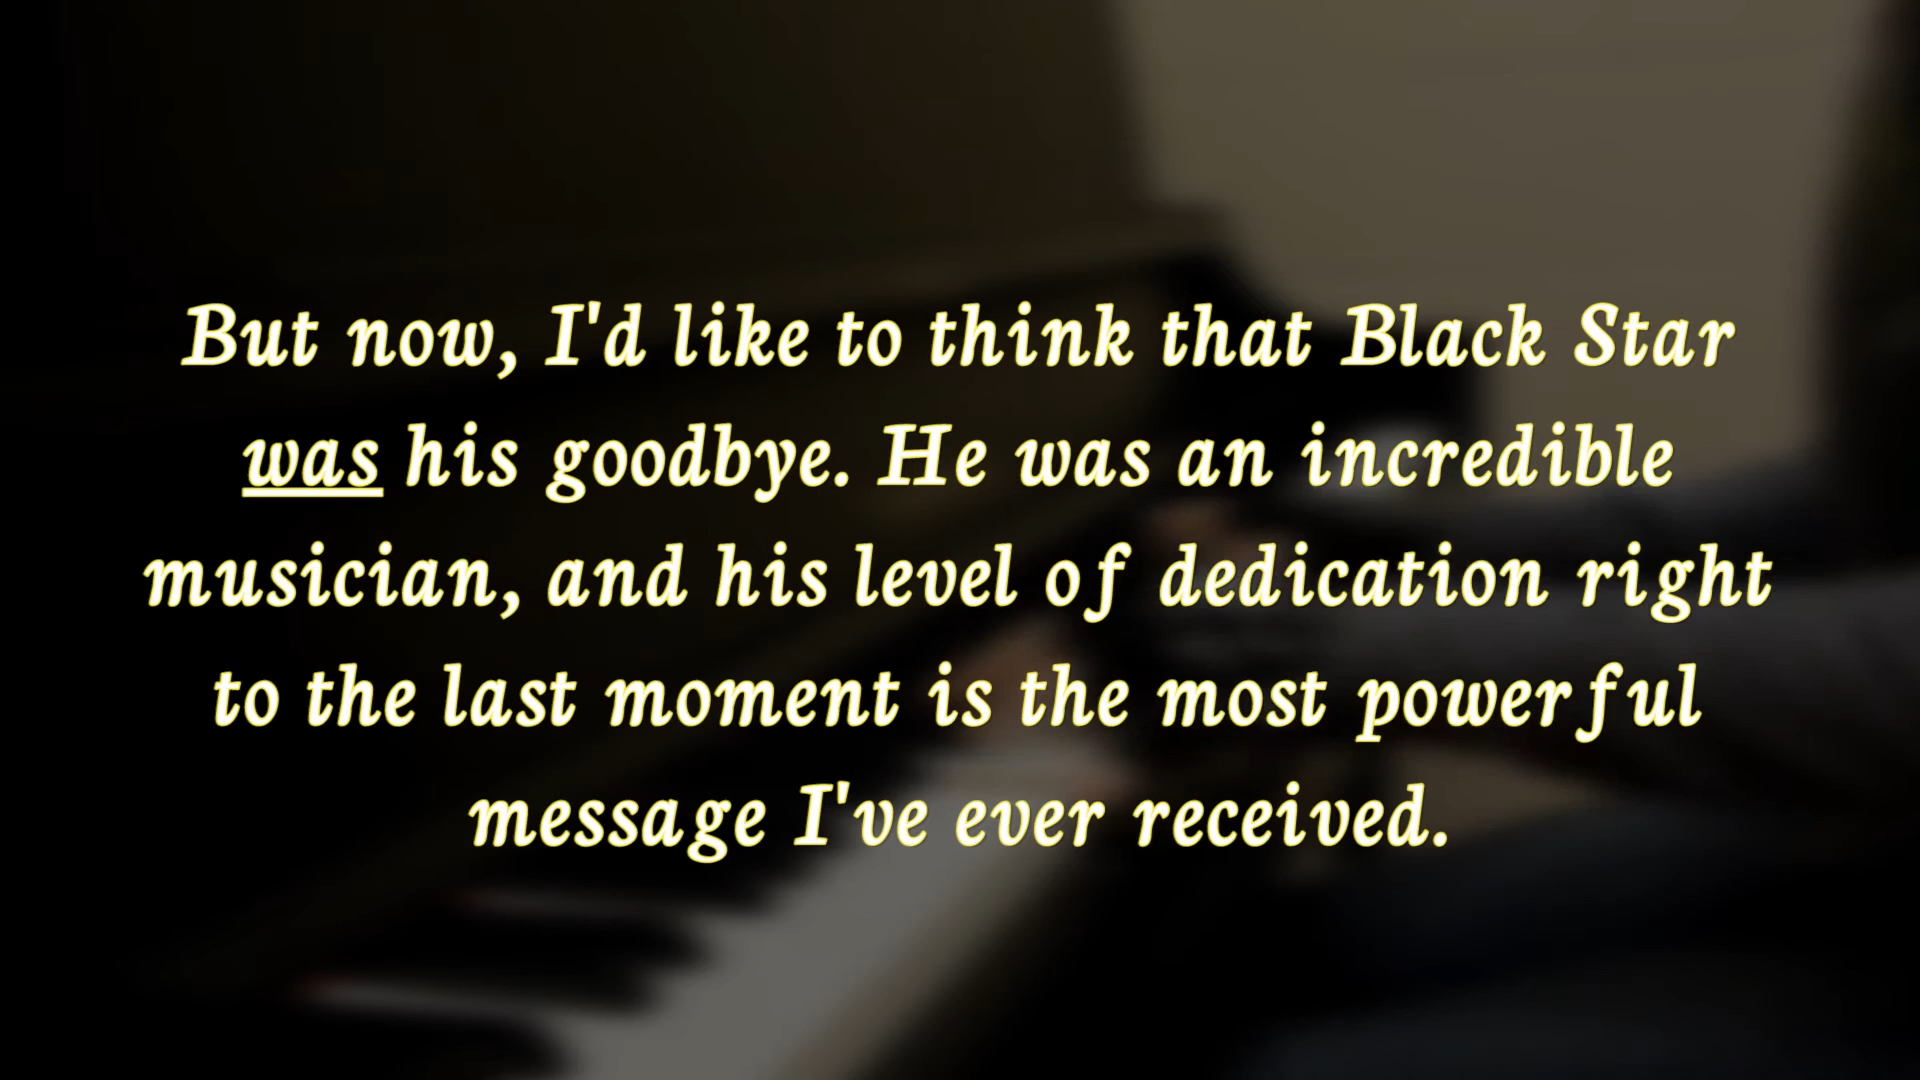 But now, I'd like to think that Black Star
was his goodbye. He was an incredible
musician, and his level of dedication right
to the last moment is the most powerful
message I've ever received.